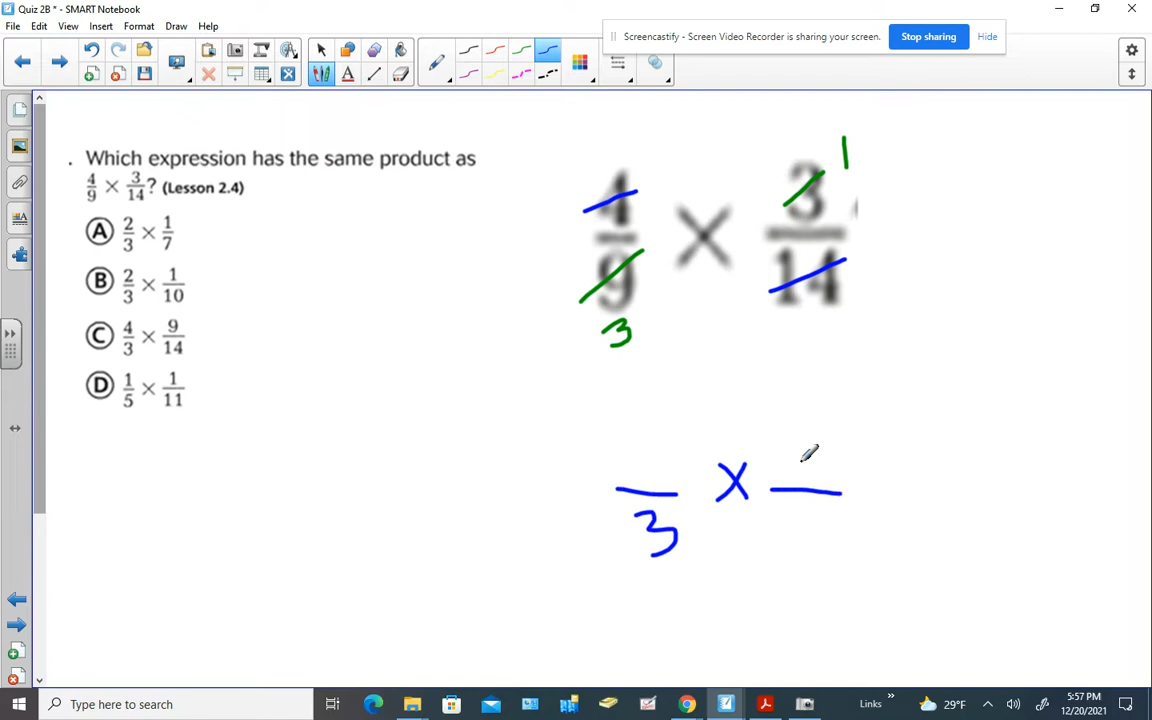 Quiz 2B * - SMART Notebook
File Edit View Insert Format Tools Add-ons Draw Help
Screencastify - Screen Video Recorder is sharing your screen. Stop sharing Hide
. Which expression has the same product as
4/9 × 3/14? (Lesson 2.4)
A 2/3 × 1/7
B 2/3 × 1/10
C 4/3 × 9/14
D 1/5 × 1/11
1
4/9 × 3/14
3
X
3
Type here to search
Links
29°F
5:57 PM
12/20/2021